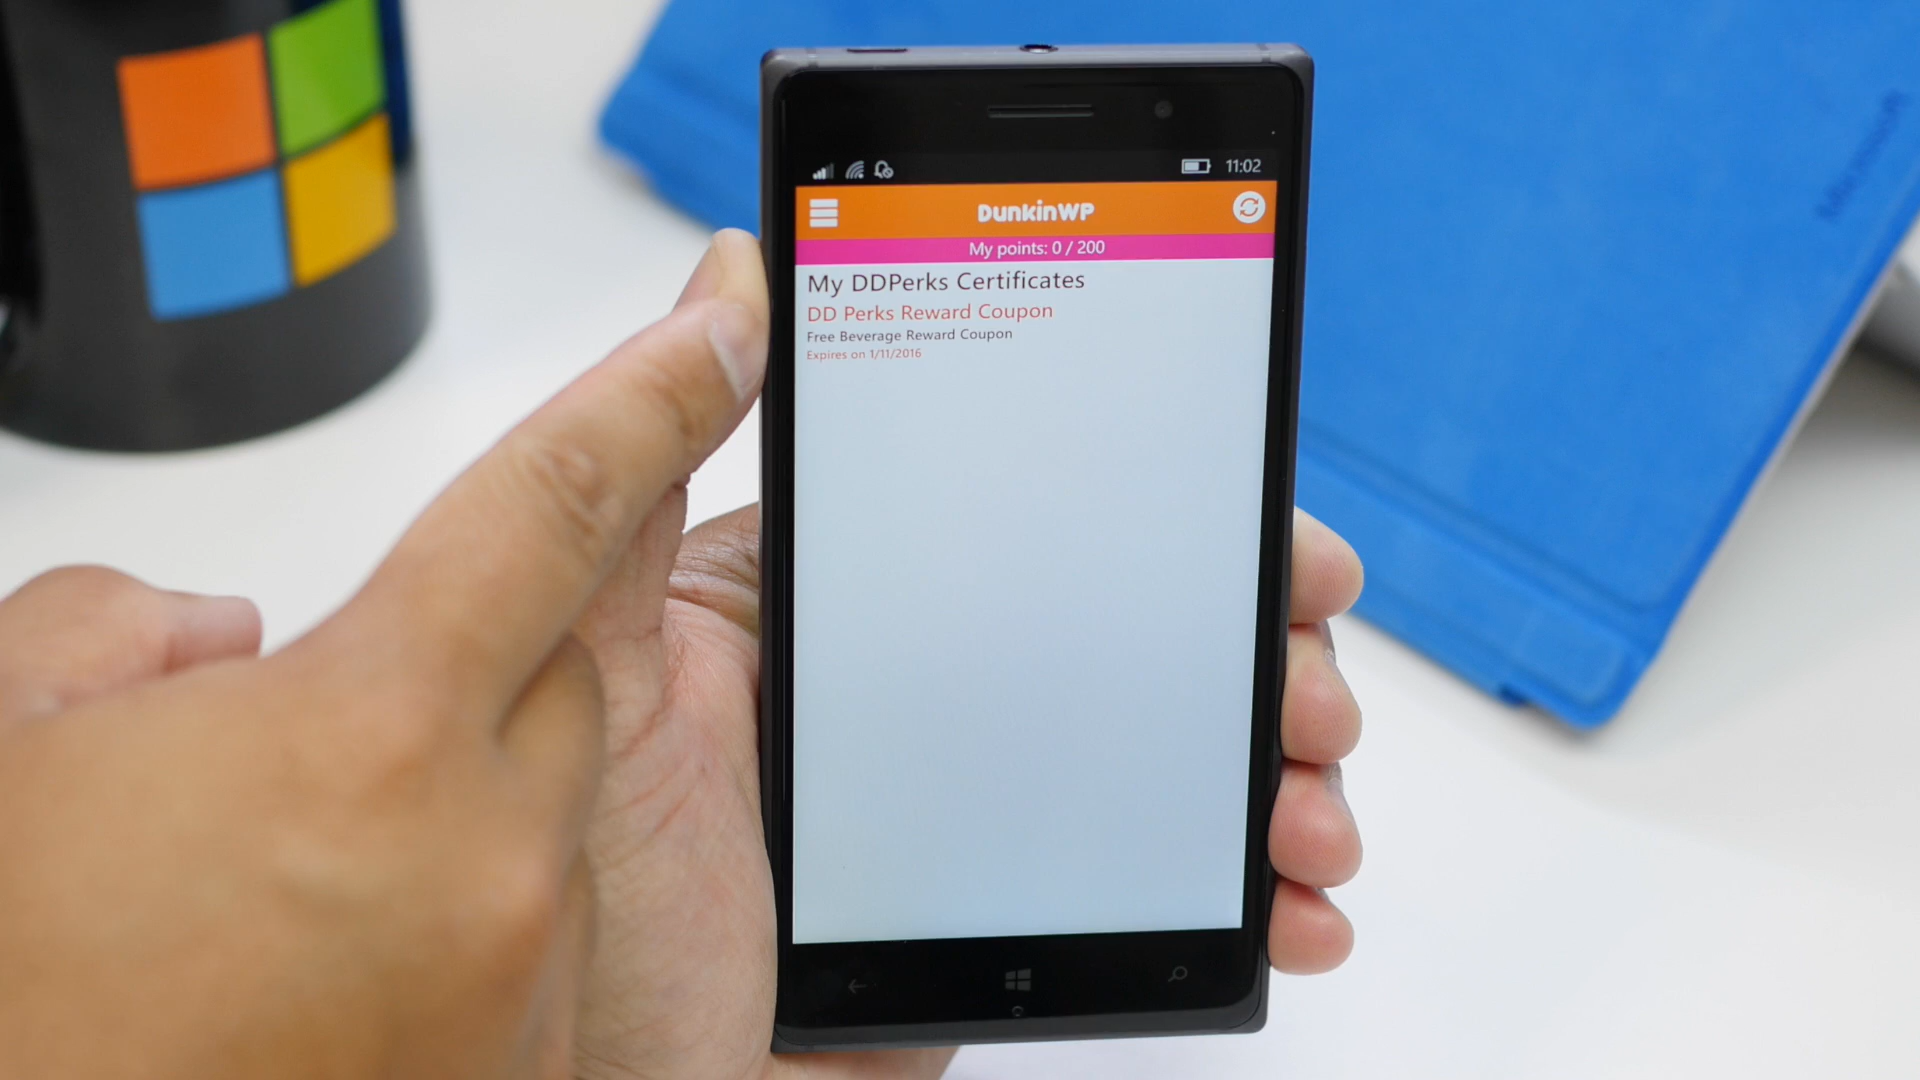 11:02
DunkinWP
My points: 0 / 200
My DDPerks Certificates
DD Perks Reward Coupon
Free Beverage Reward Coupon
Expires on 1/11/2016
Microsoft